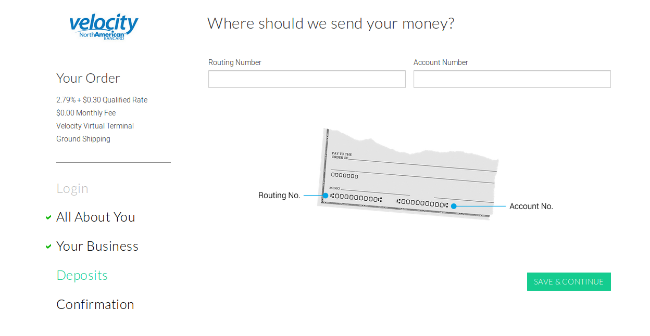 velocity
NorthAmerican
Your Order
2.79% + $0.30 Qualified Rate
$0.00 Monthly Fee
Velocity Virtual Terminal
Ground Shipping
Login
All About You
Your Business
Deposits
Confirmation
Where should we send your money?
Routing Number
Account Number
PAY TO THE
ORDER OF
Routing No.
Account No.
SAVE & CONTINUE